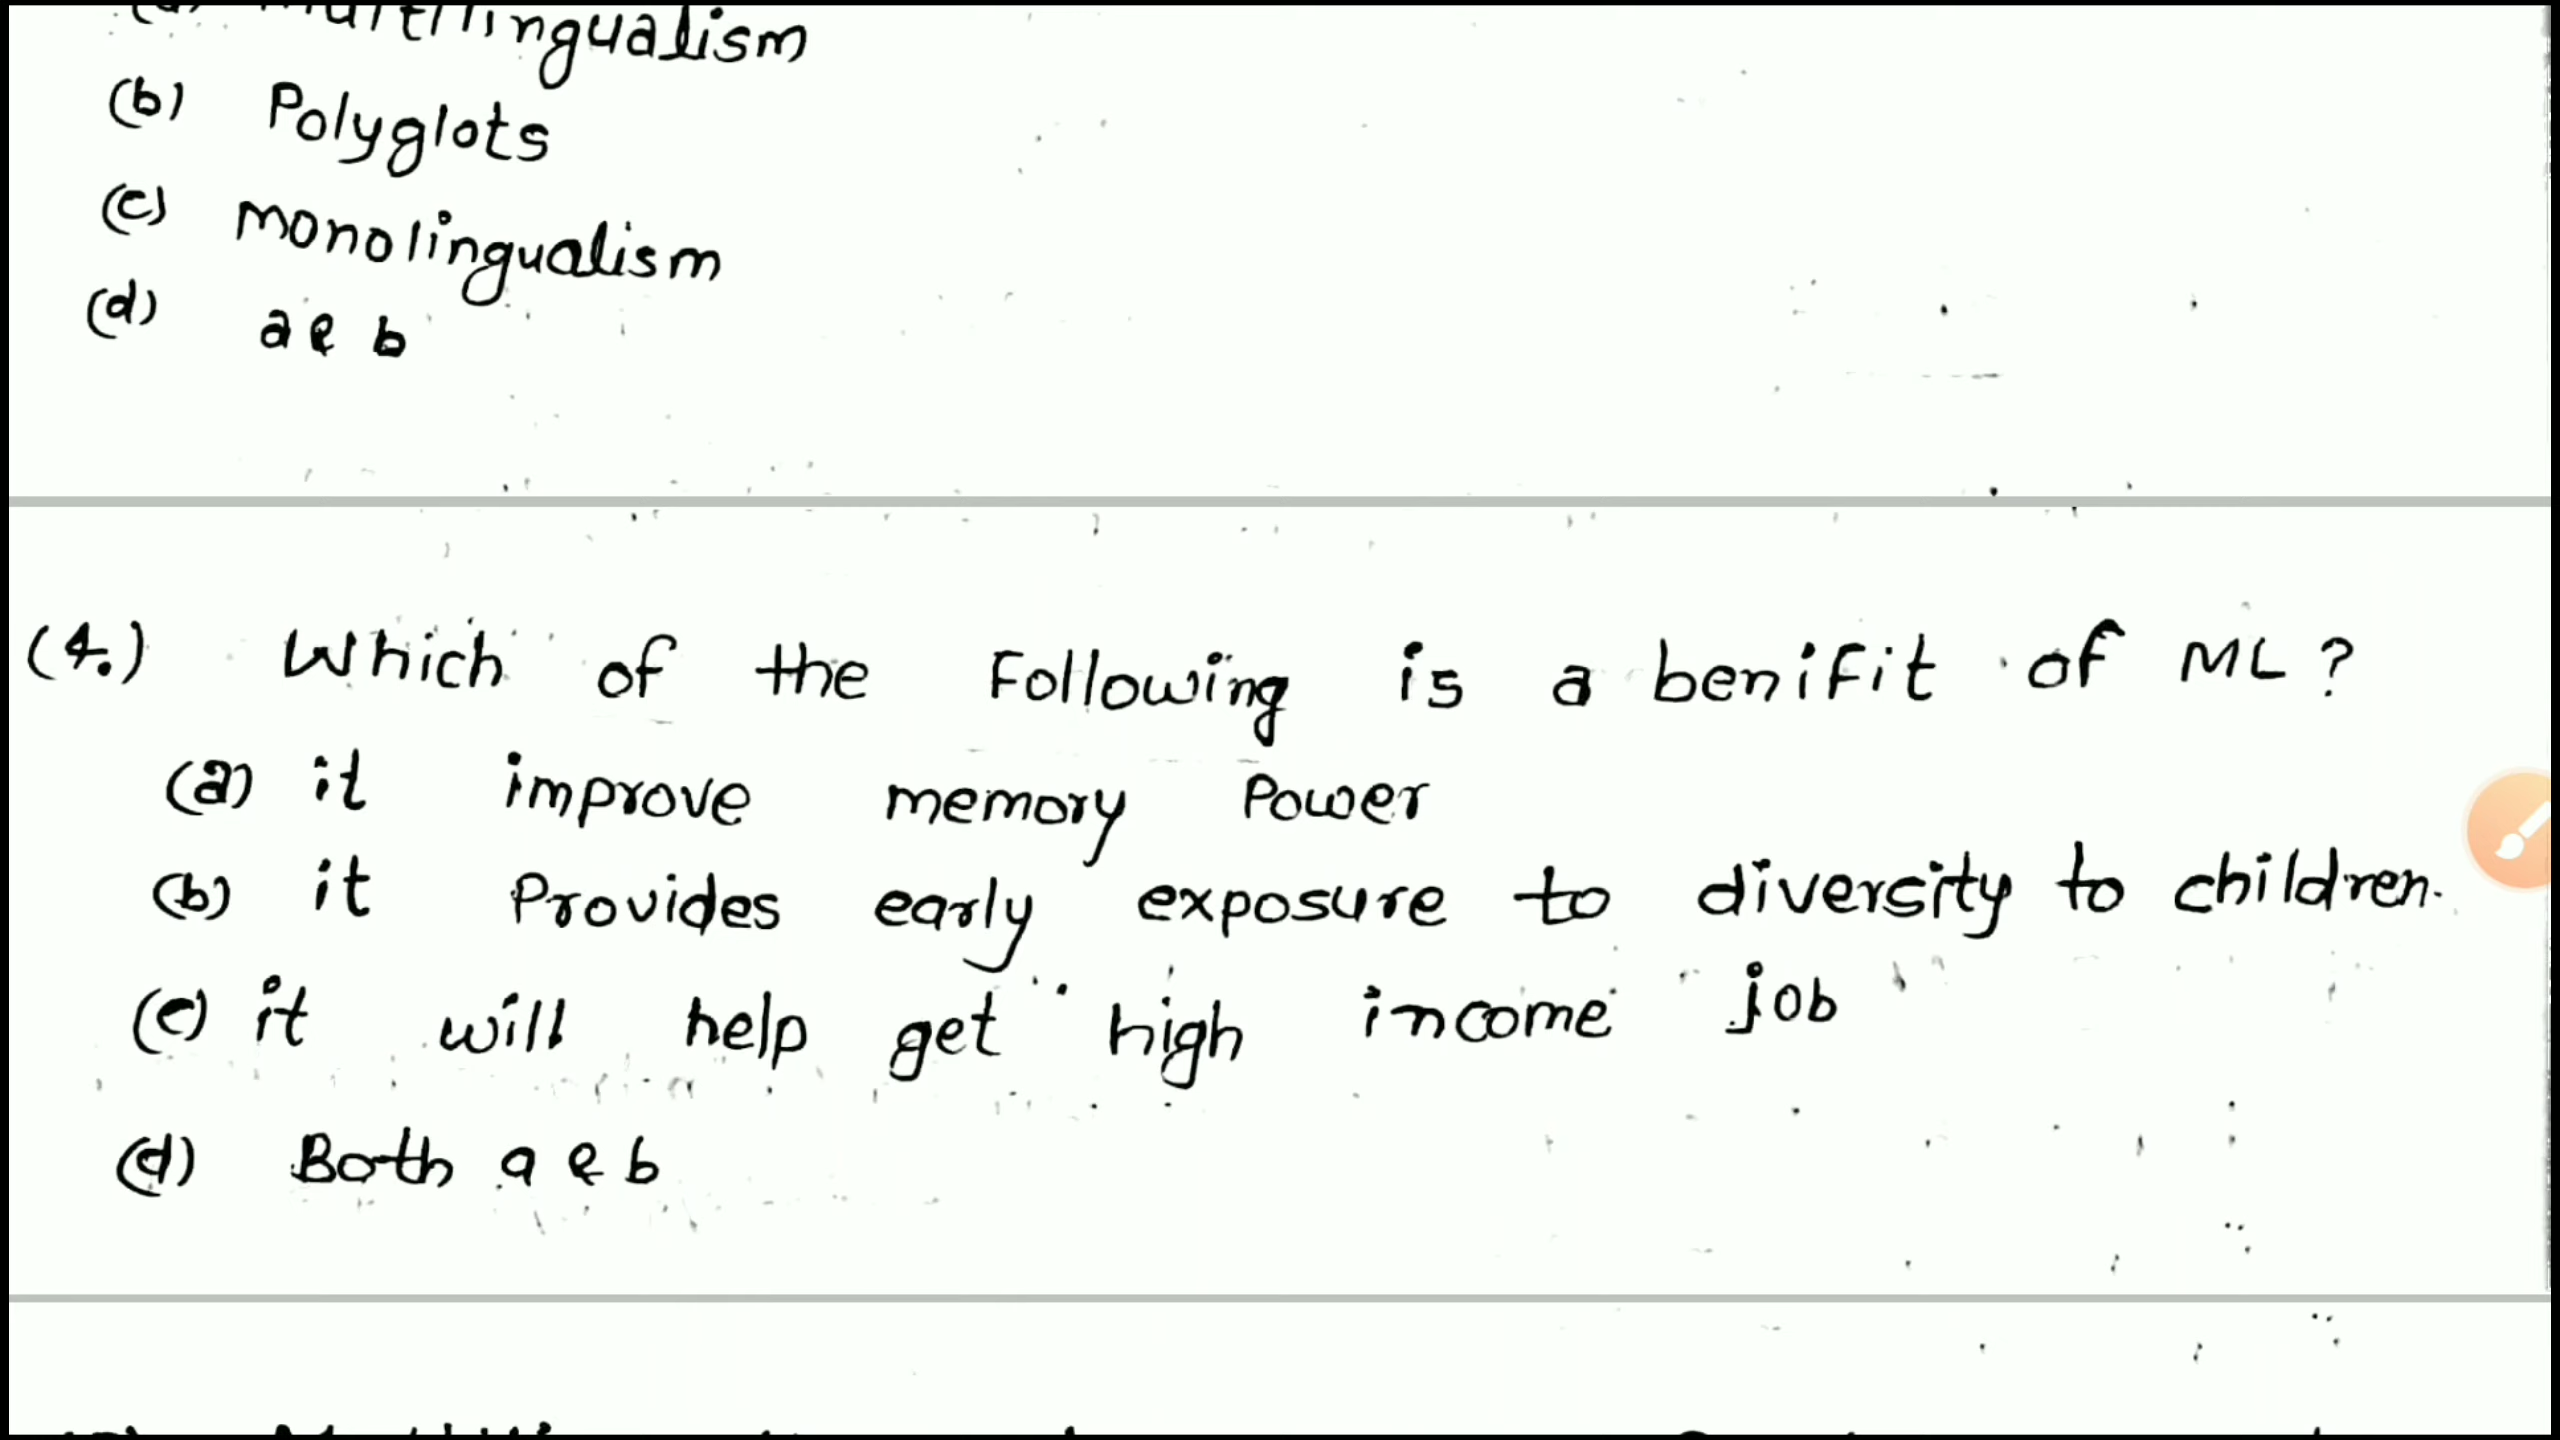 multilingualism
(b) Polyglots
(c) monolingualism
(d) a & b
(4.) Which of the Following is a benifit of ML?
(a) it improve memory Power
(b) it Provides early exposure to diversity to children.
(c) it will help get high income job
(d) Both a & b